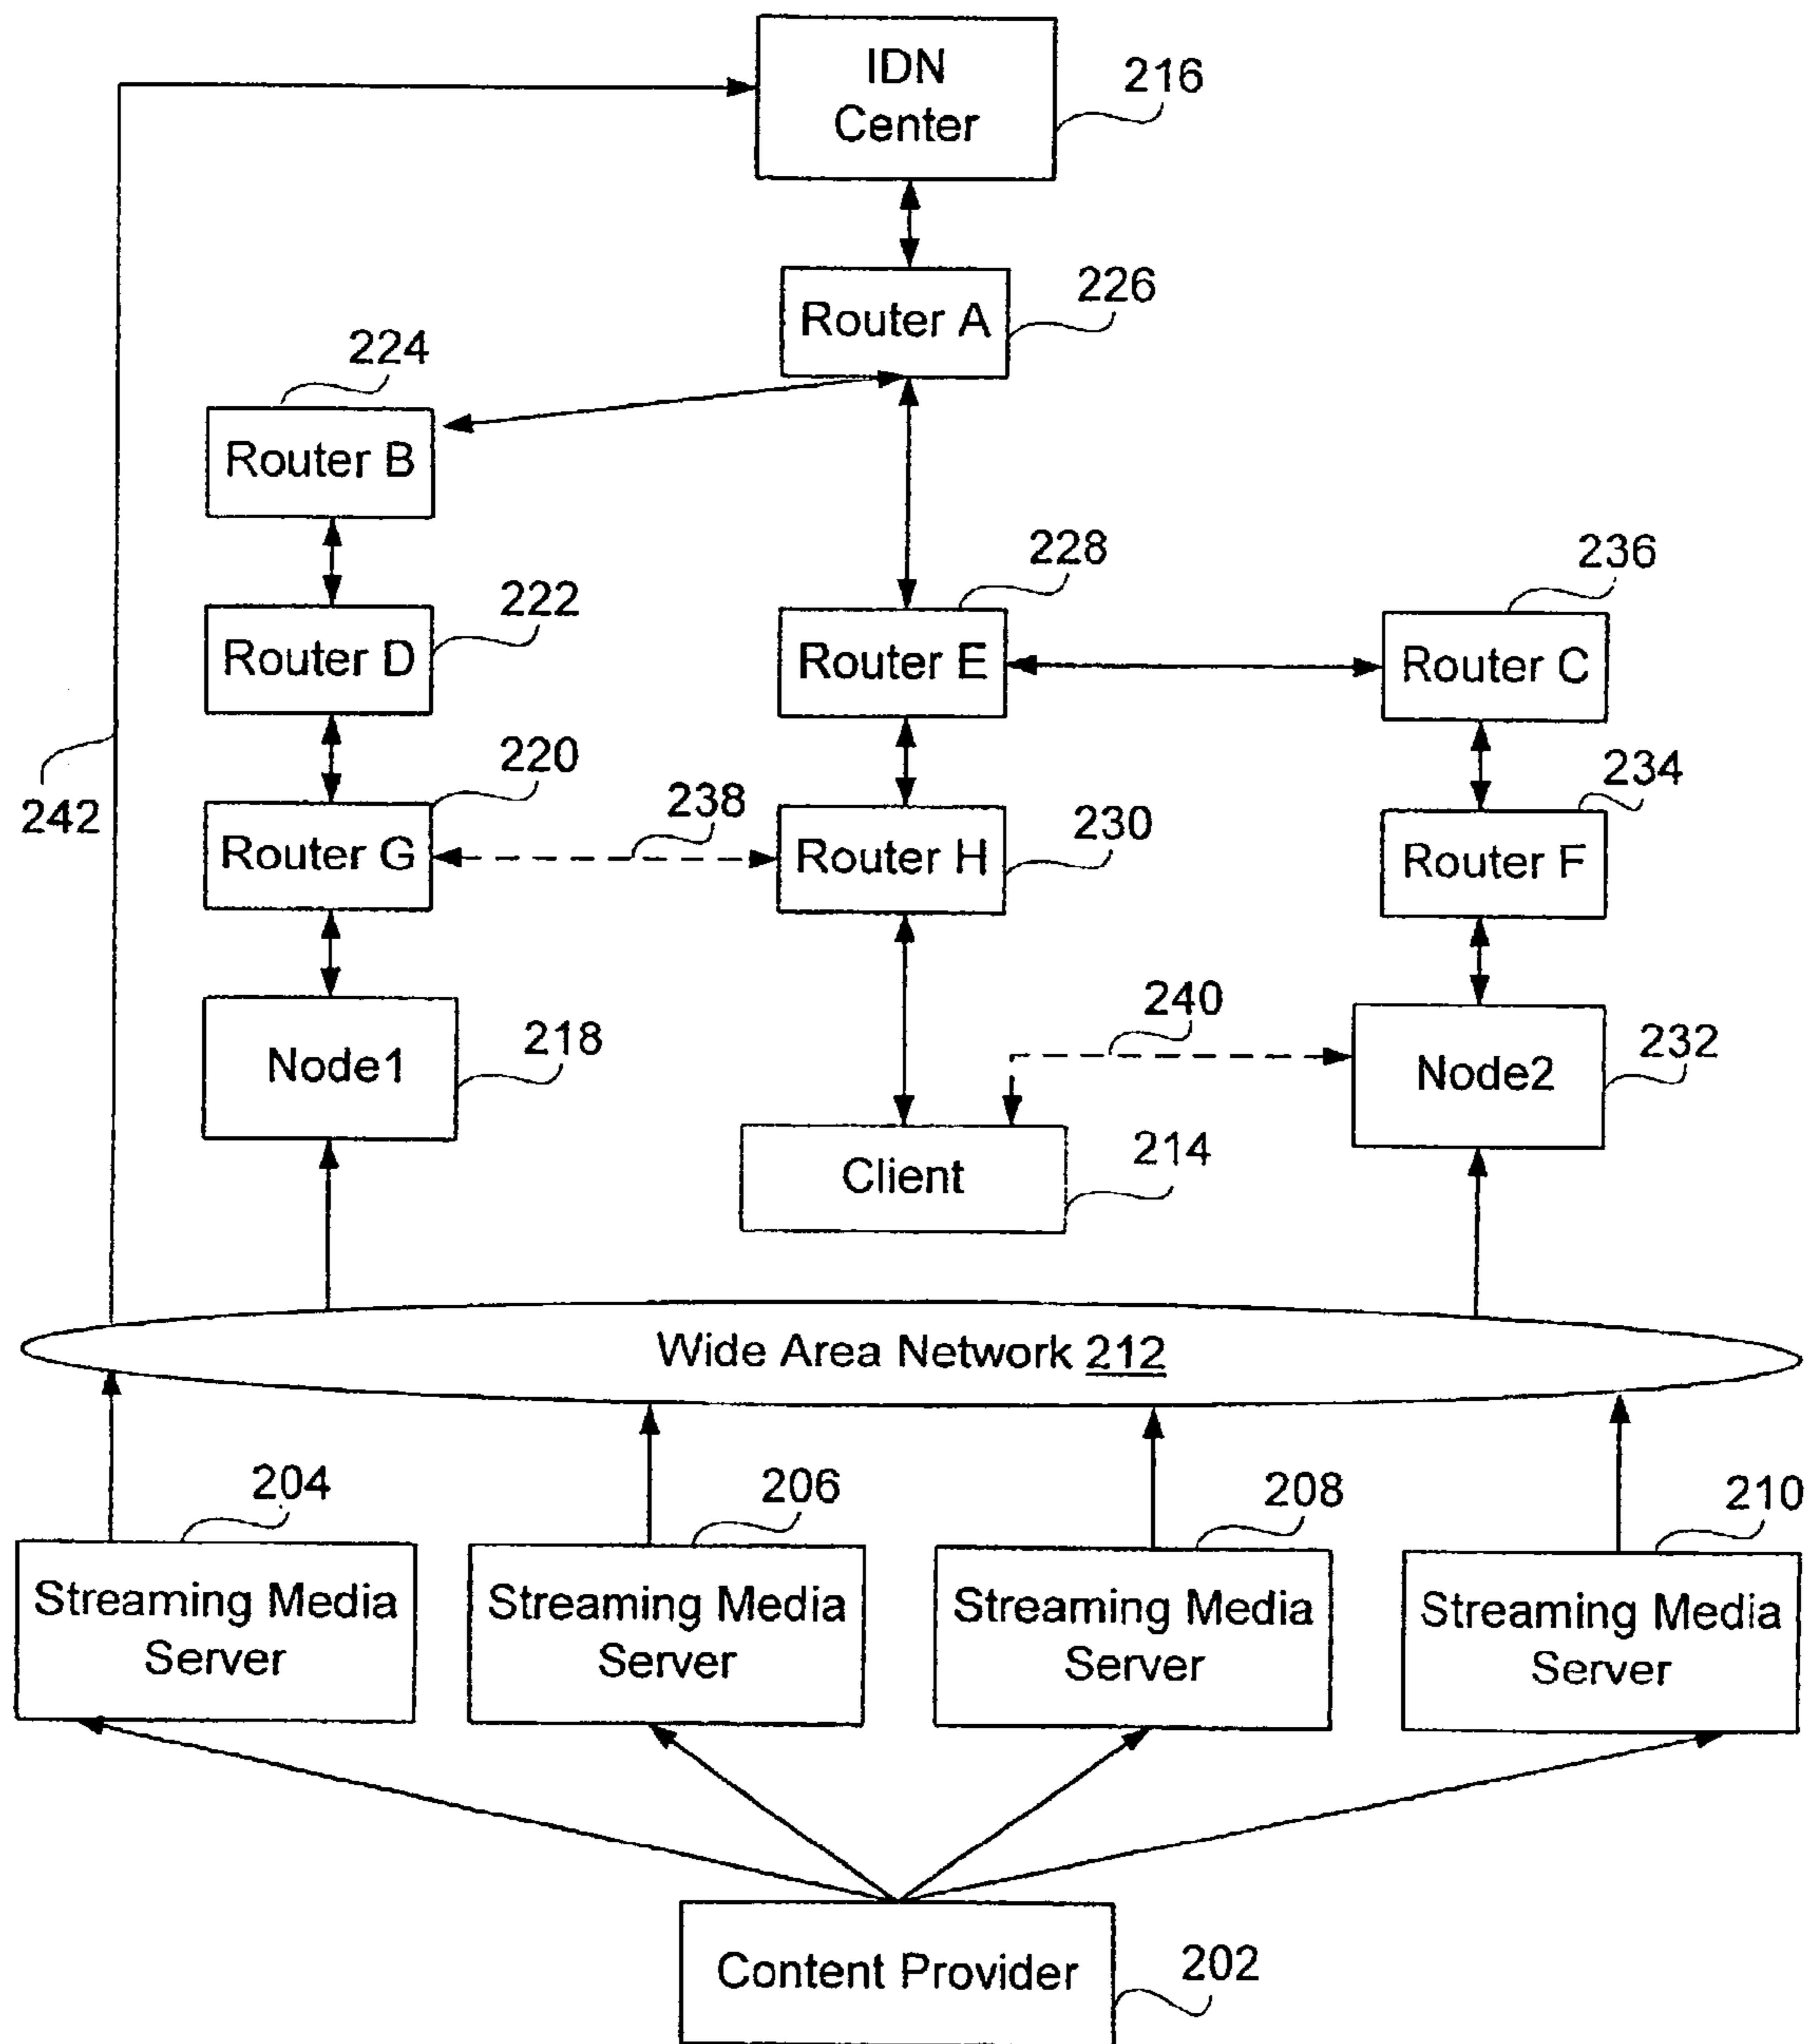 IDN
Center
216
226
Router A
224
Router B
228
236
222
Router D
Router E
Router C
242
220
238
230
234
Router G
Router H
Router F
240
218
232
Node1
Node2
214
Client
Wide Area Network 212
204
206
208
210
Streaming Media
Server
Streaming Media
Server
Streaming Media
Server
Streaming Media
Server
Content Provider
202